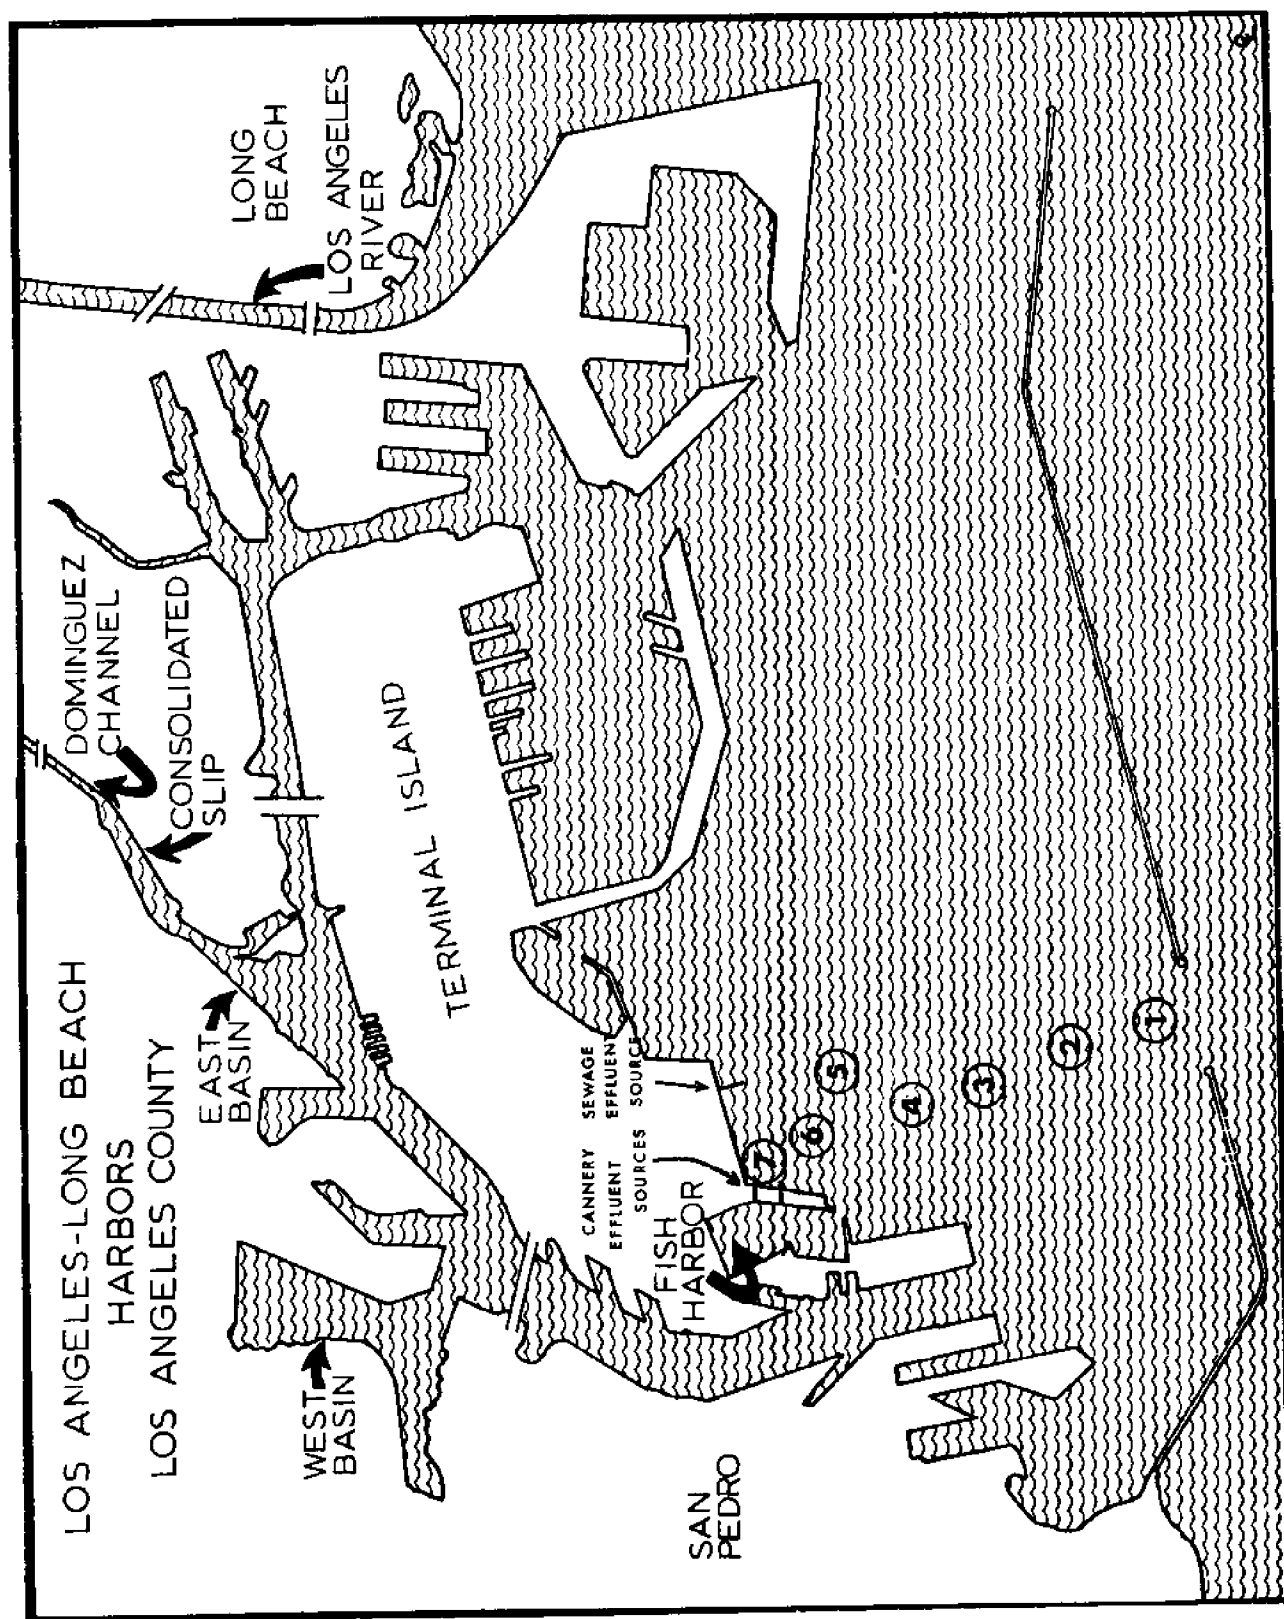 LOS ANGELES-LONG BEACH
HARBORS
LOS ANGELES COUNTY
WEST
BASIN
EAST
BASIN
DOMINGUEZ
CHANNEL
CONSOLIDATED
SLIP
LONG
BEACH
LOS ANGELES
RIVER
TERMINAL ISLAND
CANNERY
EFFLUENT
SOURCES
SEWAGE
EFFLUENT
SOURCE
FISH
HARBOR
SAN
PEDRO
7
6
5
4
3
2
1